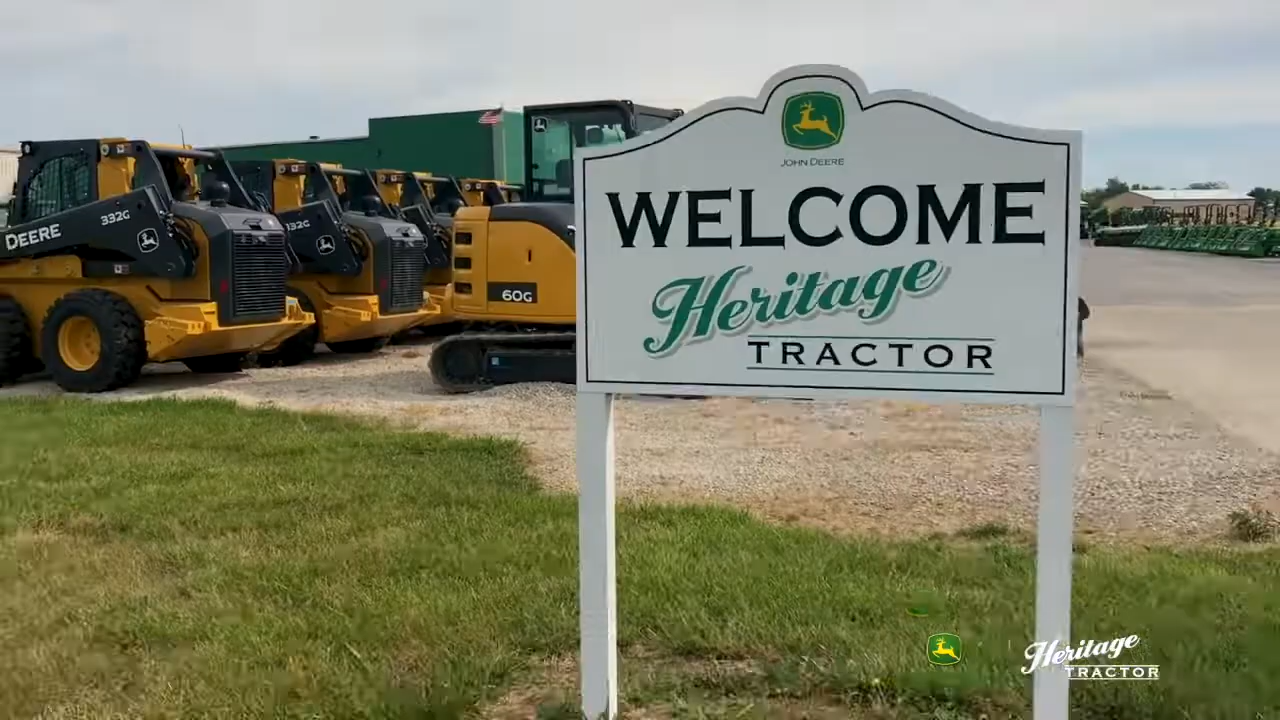 JOHN DEERE
WELCOME
Heritage
TRACTOR
DEERE
332G
332G
60G
Heritage
TRACTOR